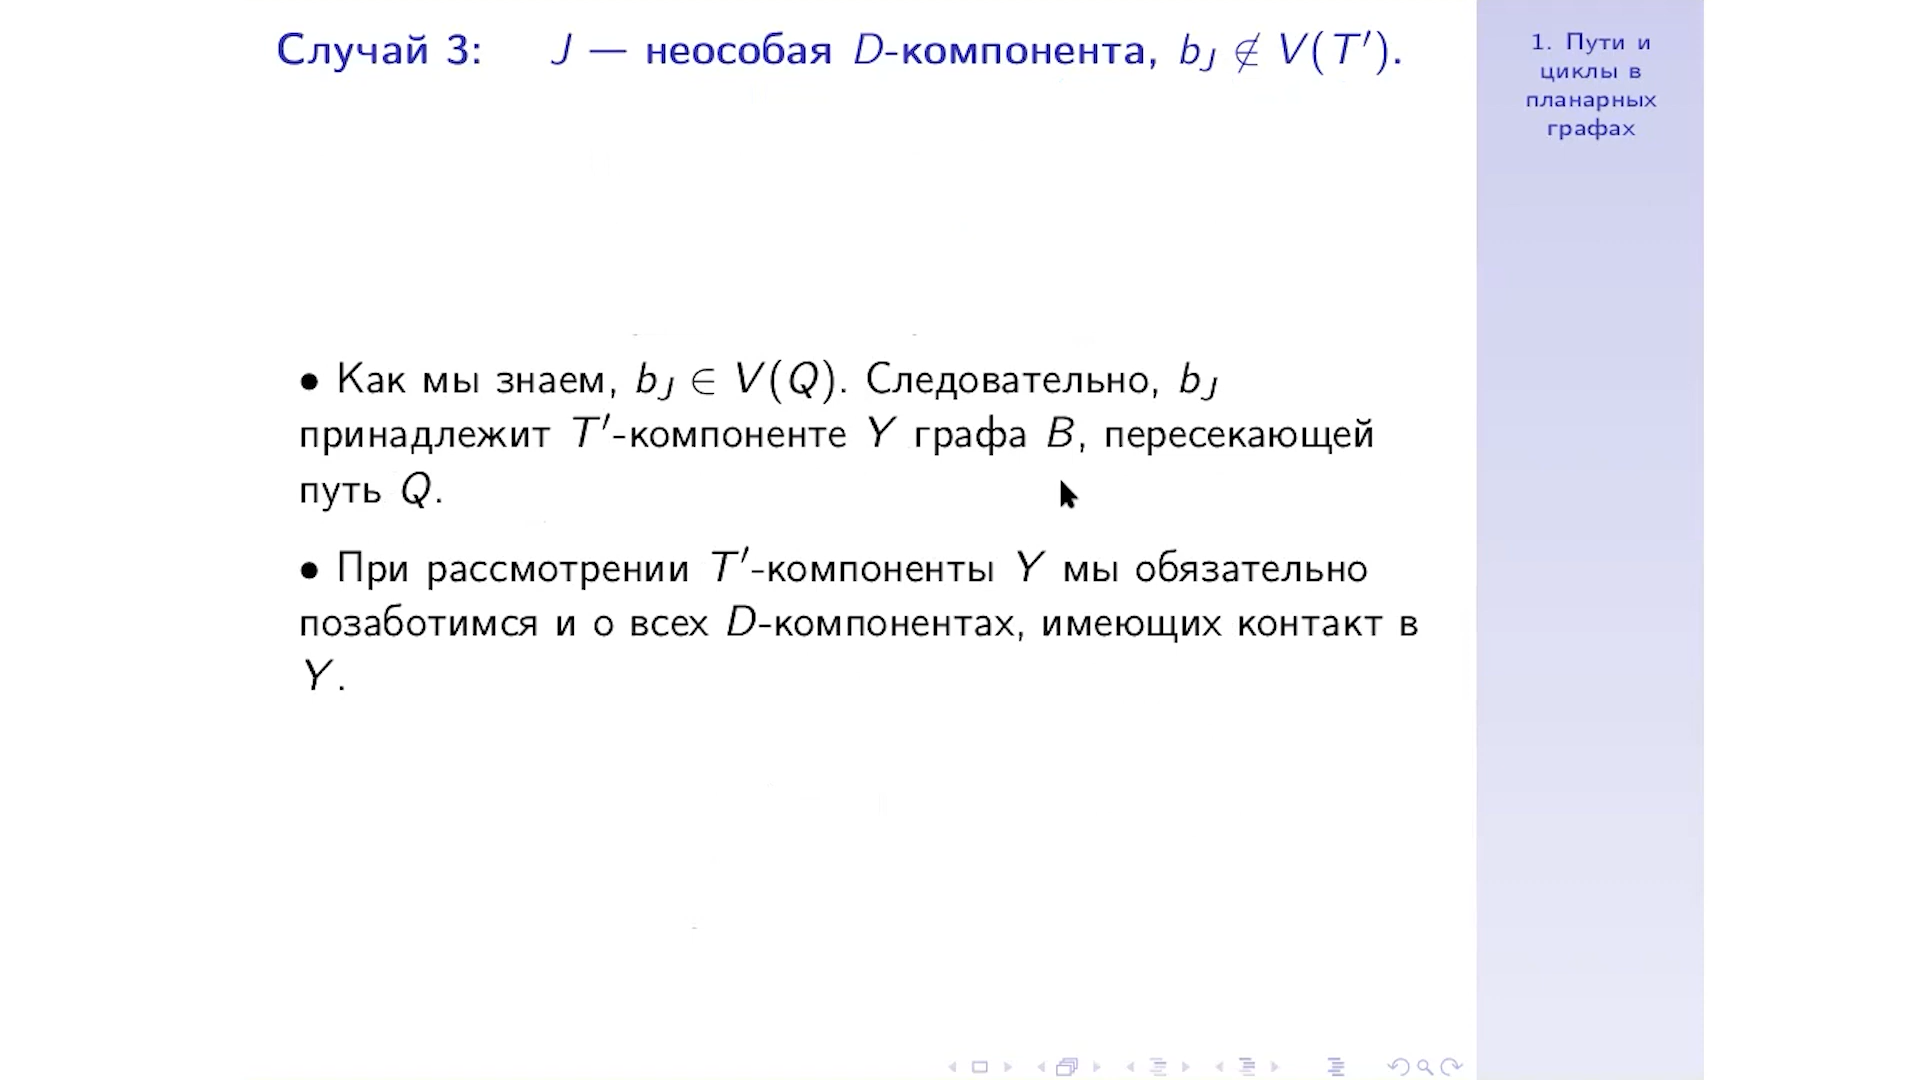 Случай 3: J — неособая D-компонента, b_J ∉ V(T′).
1. Пути и
циклы в
планарных
графах
• Как мы знаем, b_J ∈ V(Q). Следовательно, b_J
принадлежит T′-компоненте Y графа B, пересекающей
путь Q.
• При рассмотрении T′-компоненты Y мы обязательно
позаботимся и о всех D-компонентах, имеющих контакт в
Y.